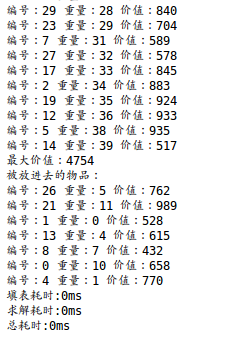 编号：29 重量：28 价值：840
编号：23 重量：29 价值：704
编号：7 重量：31 价值：589
编号：27 重量：32 价值：578
编号：17 重量：33 价值：845
编号：2 重量：34 价值：883
编号：19 重量：35 价值：924
编号：12 重量：36 价值：933
编号：5 重量：38 价值：935
编号：14 重量：39 价值：517
最大价值：4754
被放进去的物品：
编号：26 重量：5 价值：762
编号：21 重量：11 价值：989
编号：1 重量：0 价值：528
编号：13 重量：4 价值：615
编号：8 重量：7 价值：432
编号：0 重量：10 价值：658
编号：4 重量：1 价值：770
填表耗时:0ms
求解耗时:0ms
总耗时:0ms